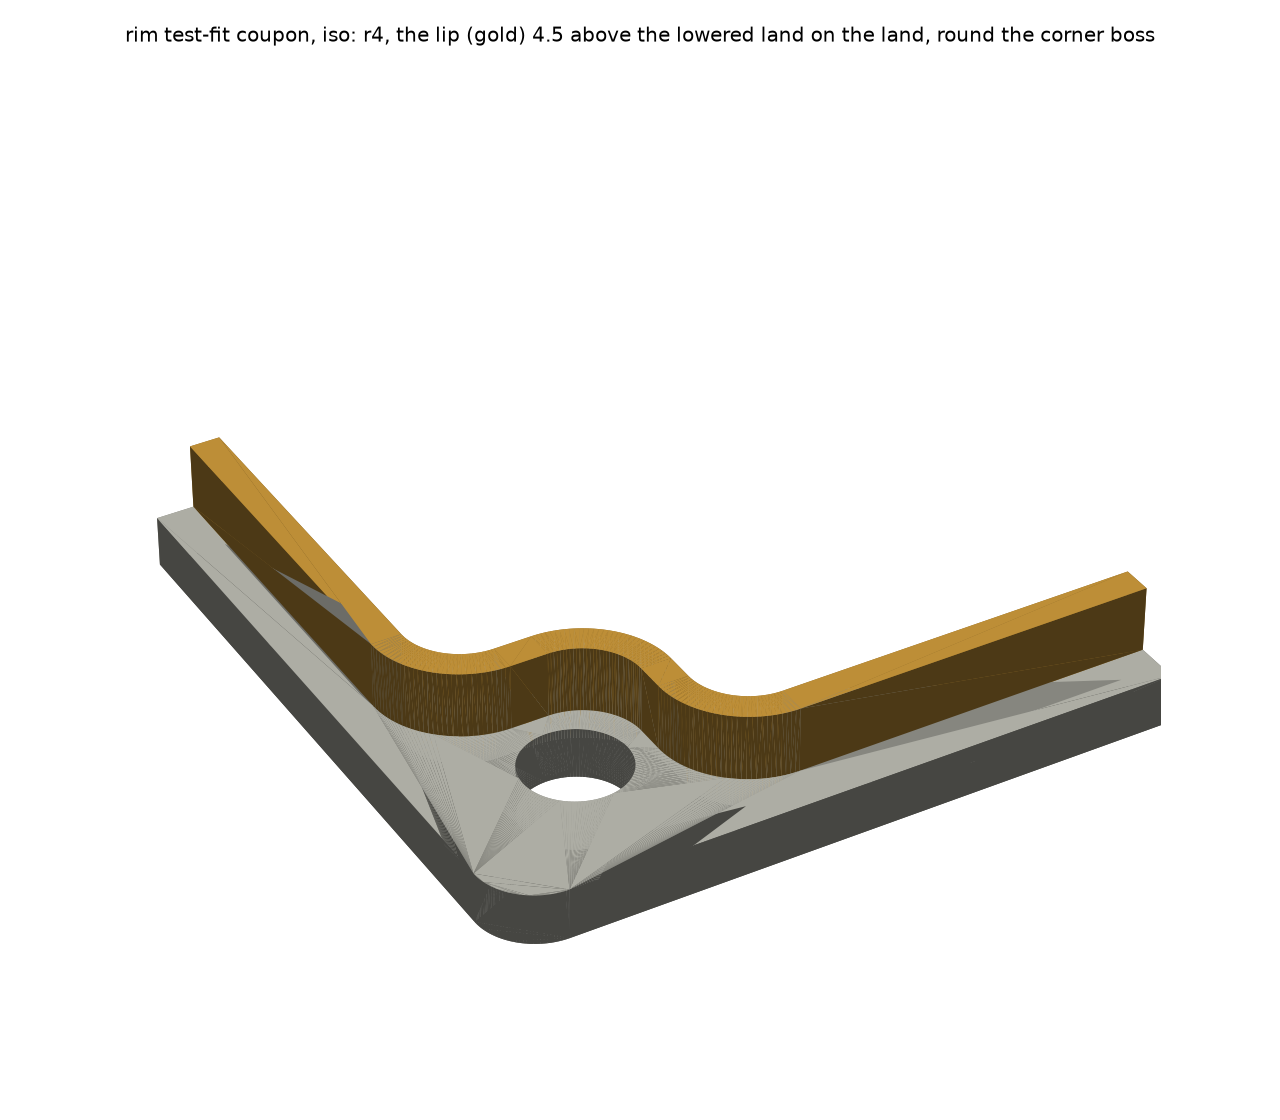 rim test-fit coupon, iso: r4, the lip (gold) 4.5 above the lowered land on the land, round the corner boss